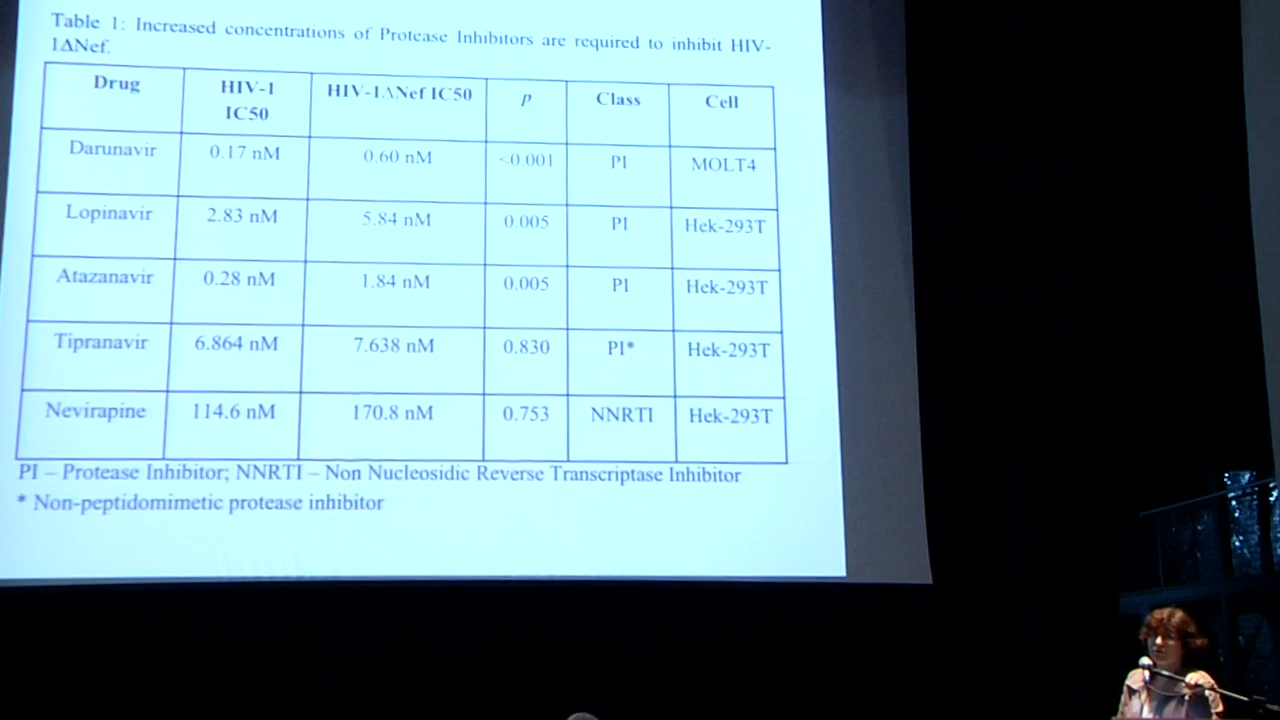 Table 1: Increased concentrations of Protease Inhibitors are required to inhibit HIV-
1ΔNef.
Drug HIV-1 IC50 HIV-1ΔNef IC50 p Class Cell
Darunavir 0.17 nM 0.60 nM <0.001 PI MOLT4
Lopinavir 2.83 nM 5.84 nM 0.005 PI Hek-293T
Atazanavir 0.28 nM 1.84 nM 0.005 PI Hek-293T
Tipranavir 6.864 nM 7.638 nM 0.830 PI* Hek-293T
Nevirapine 114.6 nM 170.8 nM 0.753 NNRTI Hek-293T
PI – Protease Inhibitor; NNRTI – Non Nucleosidic Reverse Transcriptase Inhibitor
* Non-peptidomimetic protease inhibitor